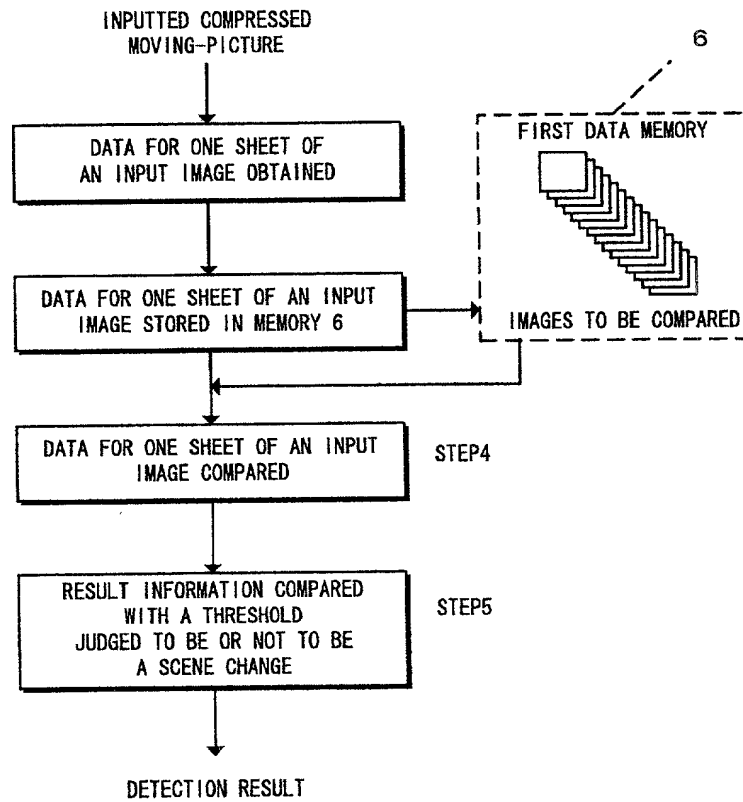 INPUTTED COMPRESSED
MOVING-PICTURE
6
DATA FOR ONE SHEET OF
AN INPUT IMAGE OBTAINED
FIRST DATA MEMORY
DATA FOR ONE SHEET OF AN INPUT
IMAGE STORED IN MEMORY 6
IMAGES TO BE COMPARED
DATA FOR ONE SHEET OF AN INPUT
IMAGE COMPARED
STEP4
RESULT INFORMATION COMPARED
WITH A THRESHOLD
JUDGED TO BE OR NOT TO BE
A SCENE CHANGE
STEP5
DETECTION RESULT